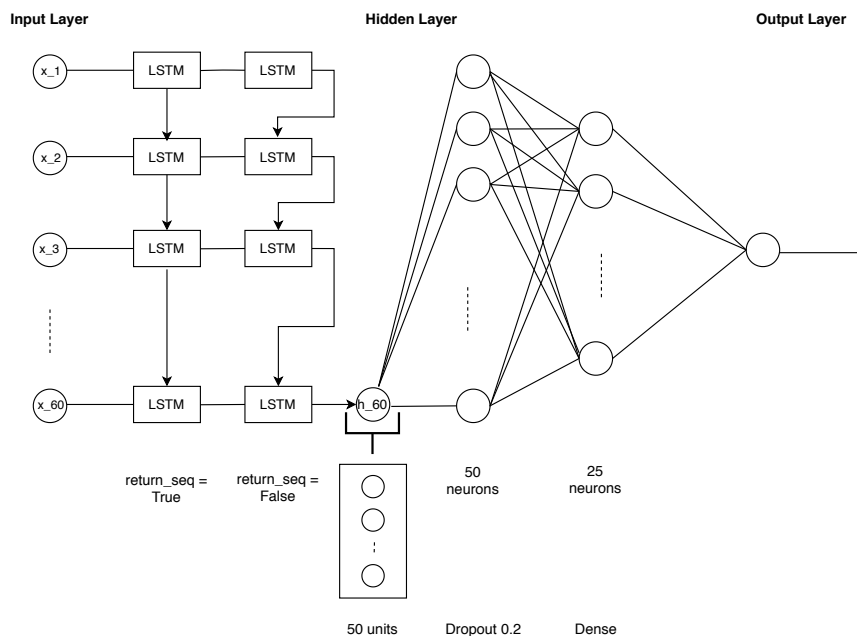 Input Layer
Hidden Layer
Output Layer
x_1
LSTM
LSTM
x_2
LSTM
LSTM
x_3
LSTM
LSTM
x_60
LSTM
LSTM
h_60
return_seq =
True
return_seq =
False
50
neurons
25
neurons
50 units
Dropout 0.2
Dense